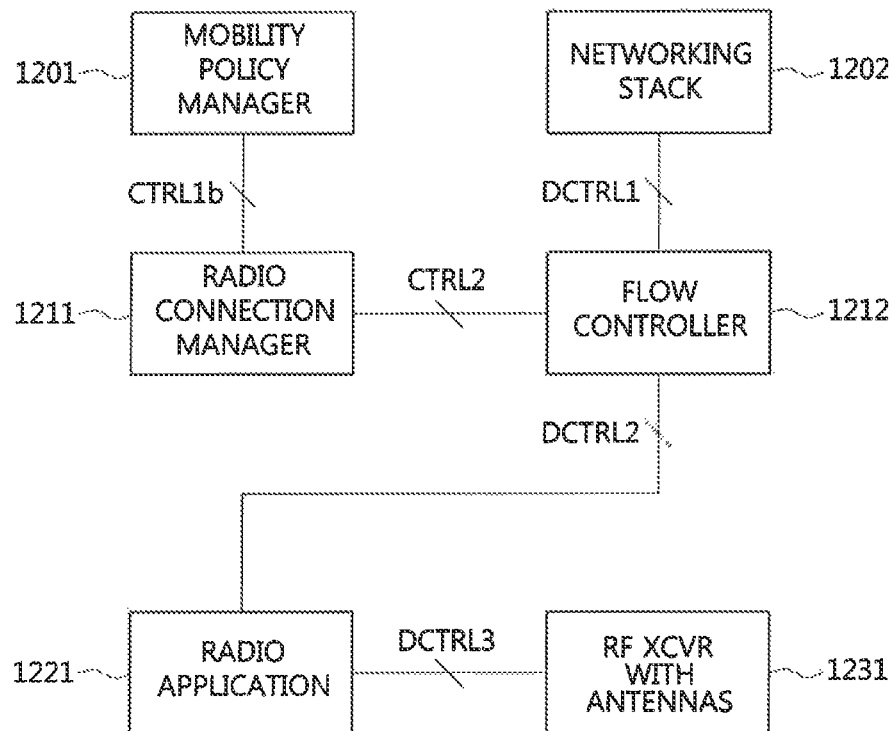 MOBILITY
POLICY
MANAGER
1201
NETWORKING
STACK
1202
CTRL1b
DCTRL1
RADIO
CONNECTION
MANAGER
1211
CTRL2
FLOW
CONTROLLER
1212
DCTRL2
RADIO
APPLICATION
1221
DCTRL3
RF XCVR
WITH
ANTENNAS
1231